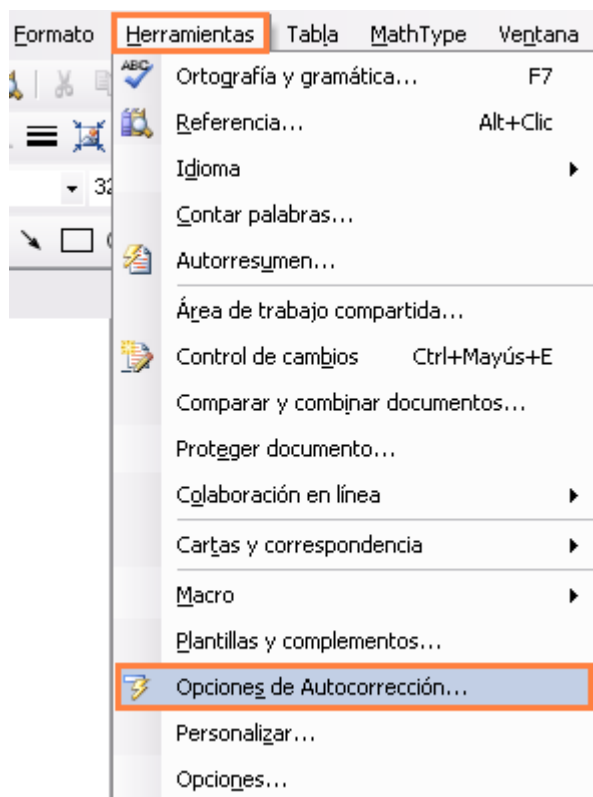 Formato Herramientas Tabla MathType Ventana
ABC Ortografía y gramática... F7
Referencia... Alt+Clic
Idioma
32
Contar palabras...
Autorresumen...
Área de trabajo compartida...
Control de cambios Ctrl+Mayús+E
Comparar y combinar documentos...
Proteger documento...
Colaboración en línea
Cartas y correspondencia
Macro
Plantillas y complementos...
Opciones de Autocorrección...
Personalizar...
Opciones...